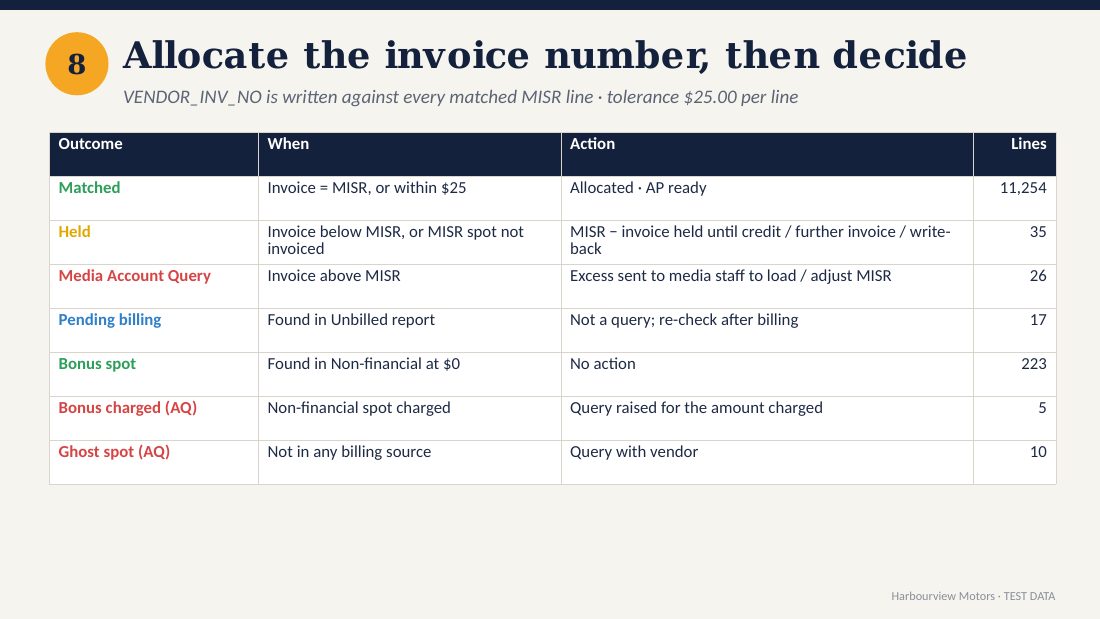 8
Allocate the invoice number, then decide
VENDOR_INV_NO is written against every matched MISR line · tolerance $25.00 per line
Outcome When Action Lines
Matched Invoice = MISR, or within $25 Allocated · AP ready 11,254
Held Invoice below MISR, or MISR spot not invoiced MISR − invoice held until credit / further invoice / write-back 35
Media Account Query Invoice above MISR Excess sent to media staff to load / adjust MISR 26
Pending billing Found in Unbilled report Not a query; re-check after billing 17
Bonus spot Found in Non-financial at $0 No action 223
Bonus charged (AQ) Non-financial spot charged Query raised for the amount charged 5
Ghost spot (AQ) Not in any billing source Query with vendor 10
Harbourview Motors · TEST DATA